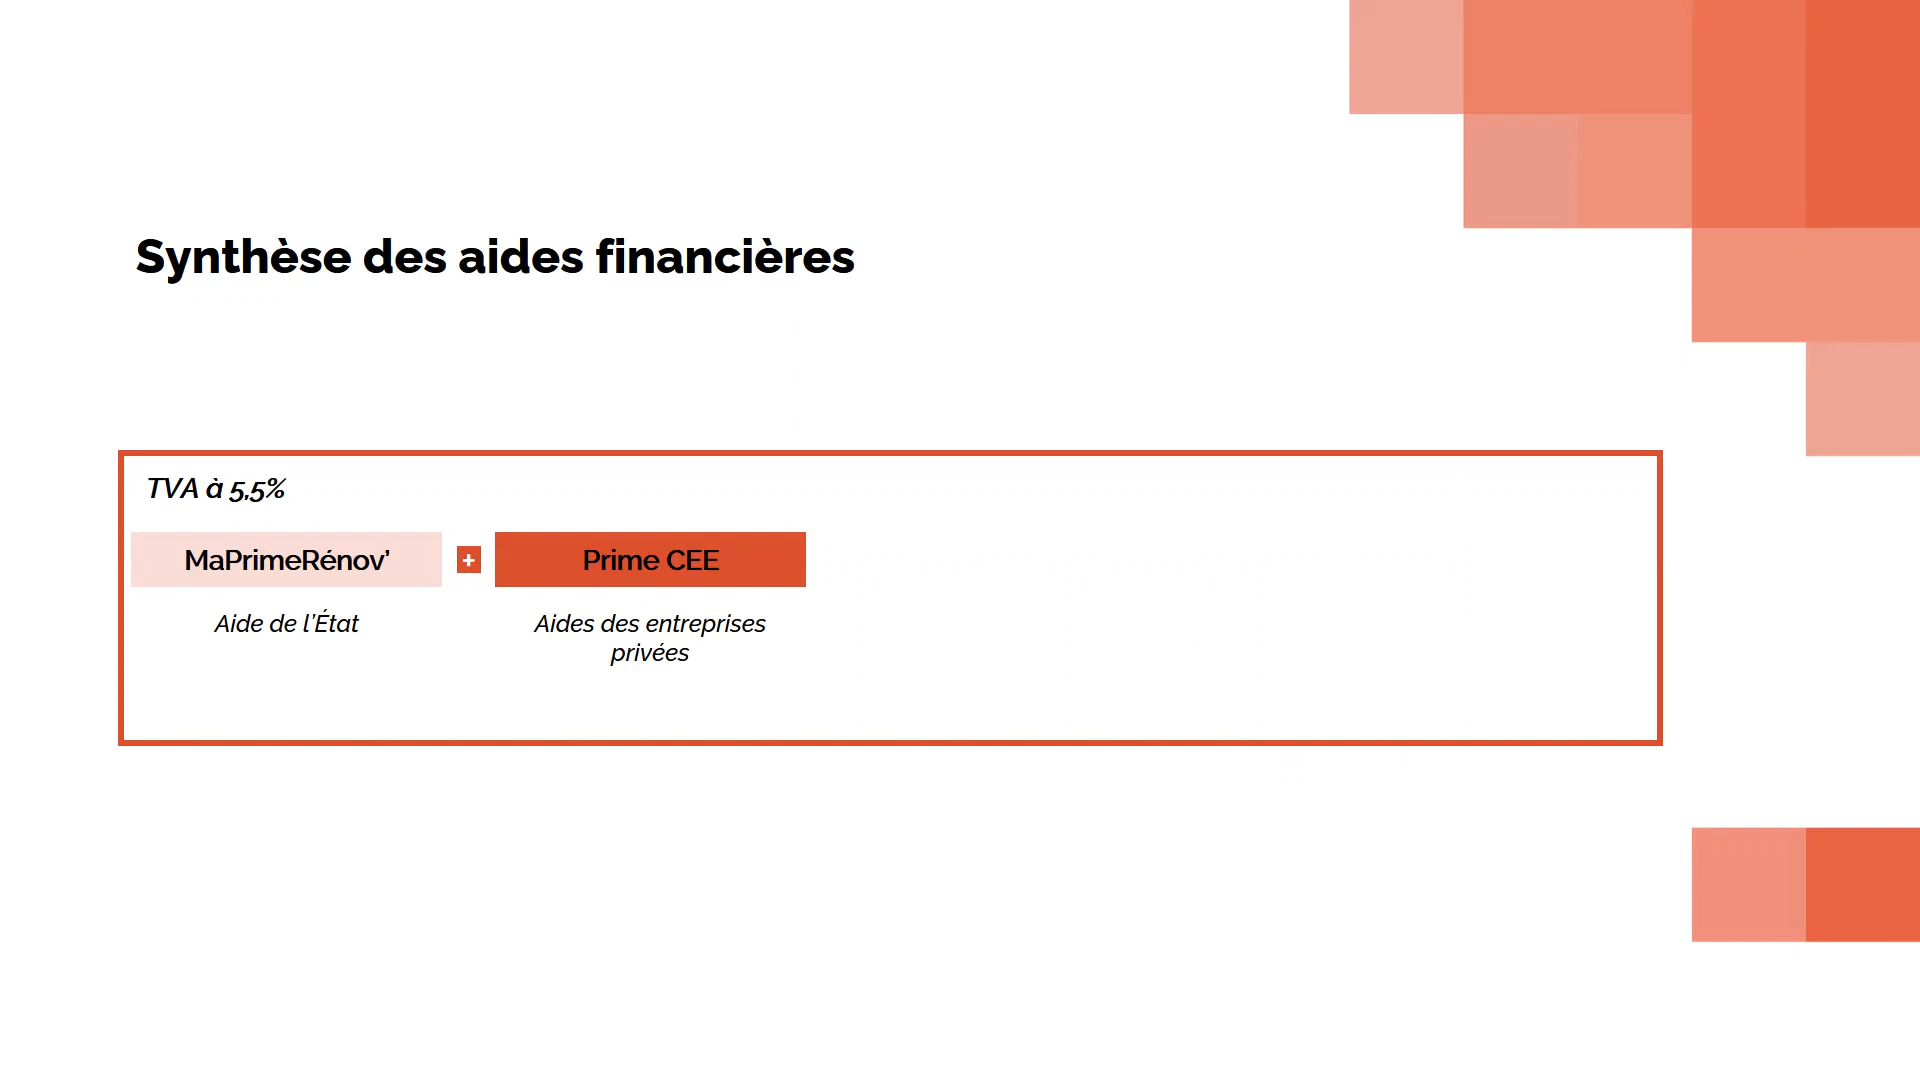 Synthèse des aides financières
TVA à 5.5%
MaPrimeRénov’ + Prime CEE
Aide de l’État
Aides des entreprises
privées